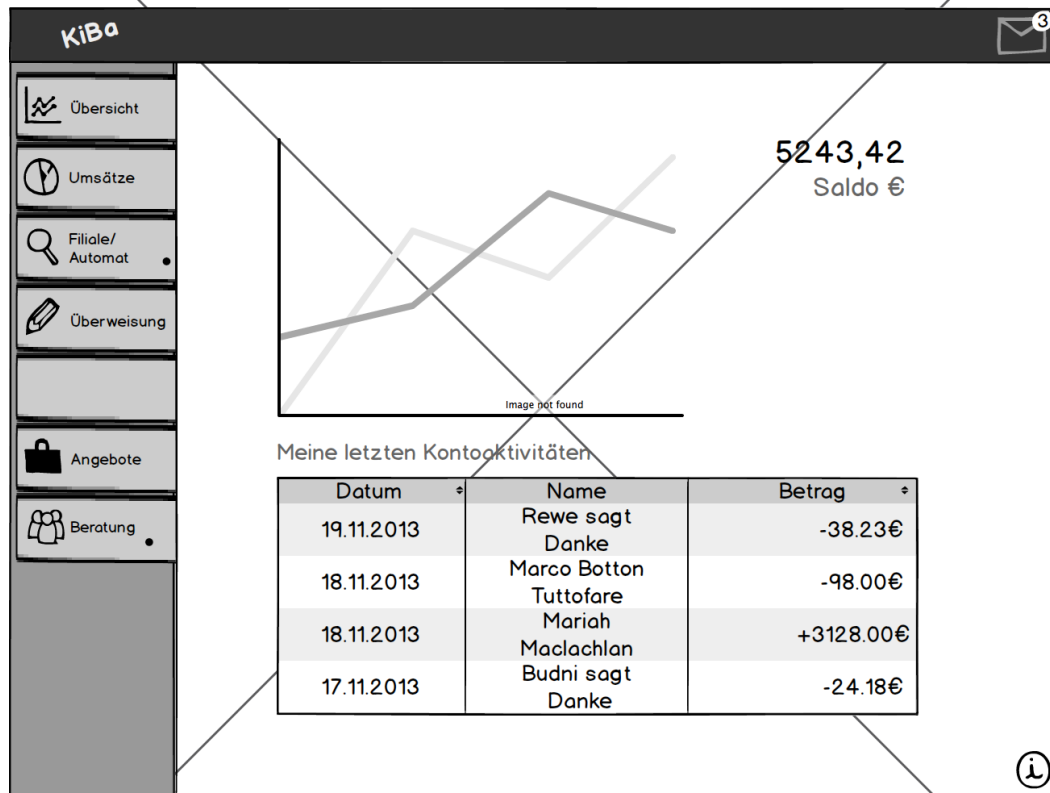 KiBa
3
Übersicht
Umsätze
Filiale/
Automat
Überweisung
Angebote
Beratung
5243,42
Saldo €
Image not found
Meine letzten Kontoaktivitäten
Datum Name Betrag
19.11.2013 Rewe sagt Danke -38.23€
18.11.2013 Marco Botton Tuttofare -98.00€
18.11.2013 Mariah Maclachlan +3128.00€
17.11.2013 Budni sagt Danke -24.18€
i